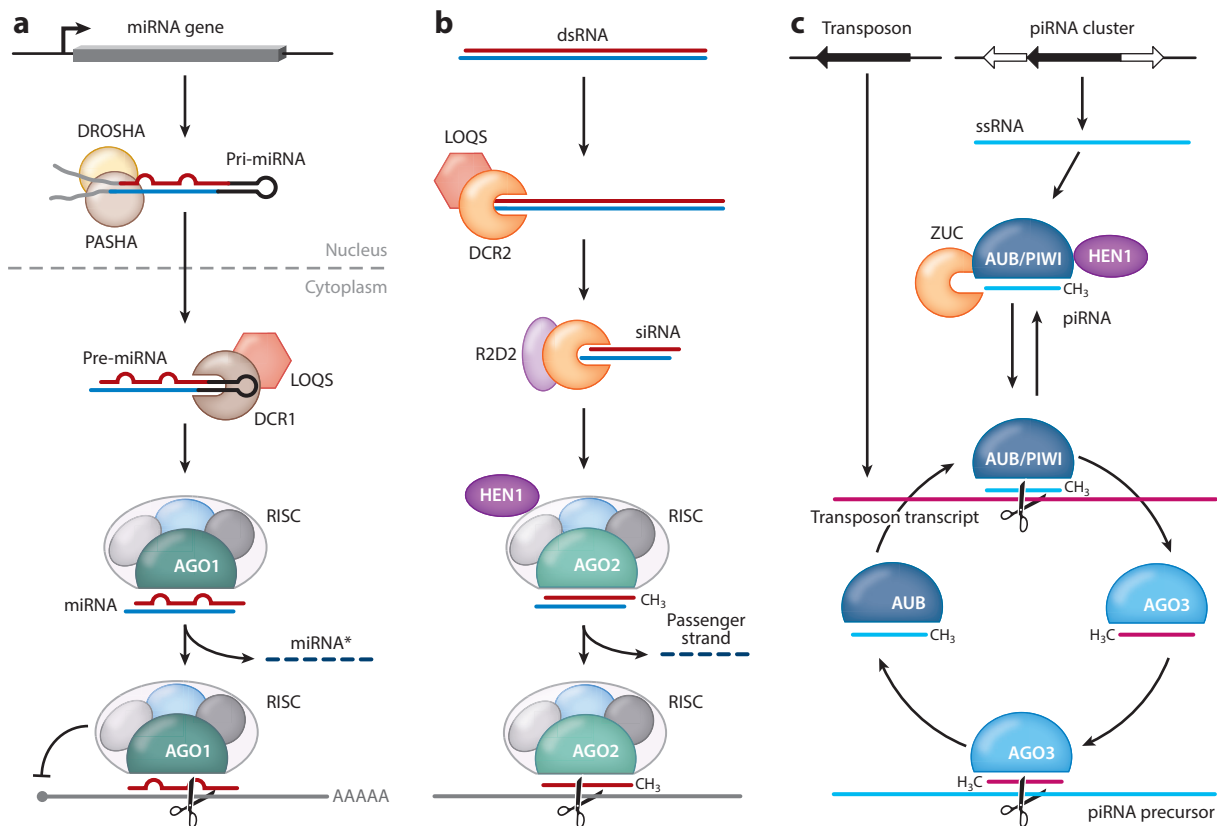 a
miRNA gene
DROSHA
Pri-miRNA
PASHA
Nucleus
Cytoplasm
Pre-miRNA
LOQS
DCR1
RISC
AGO1
miRNA
miRNA*
RISC
AGO1
AAAAA
b
dsRNA
LOQS
DCR2
siRNA
R2D2
HEN1
RISC
AGO2
CH₃
Passenger
strand
RISC
AGO2
CH₃
c
Transposon
piRNA cluster
ssRNA
ZUC
AUB/PIWI
HEN1
CH₃
piRNA
AUB/PIWI
CH₃
Transposon transcript
AUB
CH₃
AGO3
H₃C
AGO3
H₃C
piRNA precursor